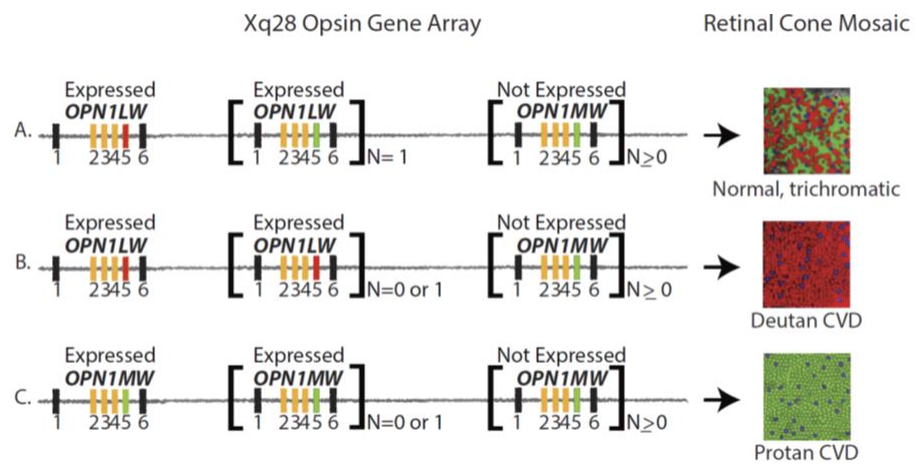 Xq28 Opsin Gene Array Retinal Cone Mosaic
Expressed Expressed Not Expressed
OPN1LW OPN1LW OPN1MW
A.
1 2345 6 1 2345 6 N= 1 1 2345 6 N≥0
Normal, trichromatic
Expressed Expressed Not Expressed
OPN1LW OPN1LW OPN1MW
B.
1 2345 6 1 2345 6 N=0 or 1 1 2345 6 N≥ 0
Deutan CVD
Expressed Expressed Not Expressed
OPN1MW OPN1MW OPN1MW
C.
1 2345 6 1 2345 6 N=0 or 1 1 2345 6 N≥0
Protan CVD